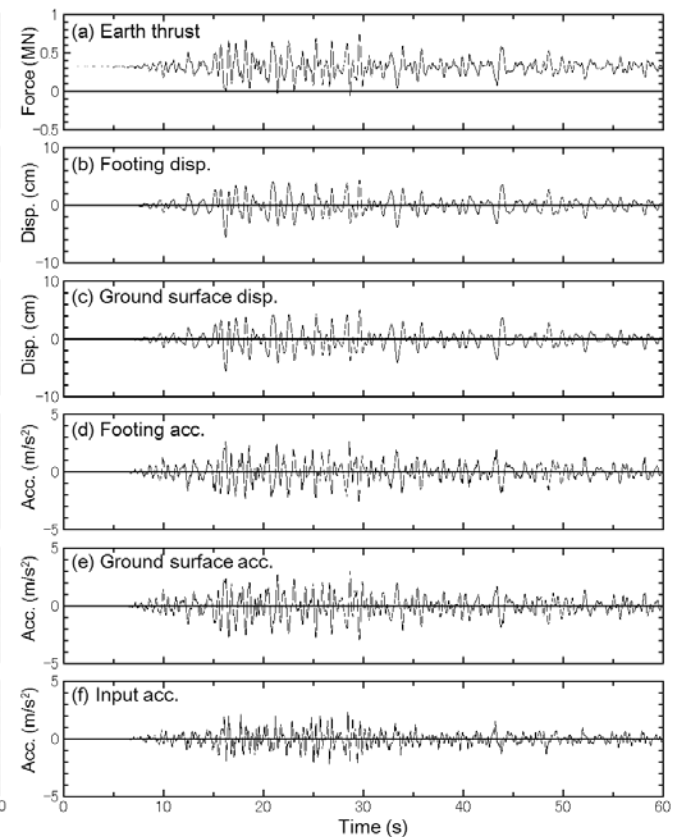 (a) Earth thrust
Force (MN)
1
0.5
0
−0.5
(b) Footing disp.
Disp. (cm)
10
0
−10
(c) Ground surface disp.
Disp. (cm)
10
0
−10
(d) Footing acc.
Acc. (m/s²)
5
0
−5
(e) Ground surface acc.
Acc. (m/s²)
5
0
−5
(f) Input acc.
Acc. (m/s²)
5
0
−5
0 10 20 30 40 50 60
Time (s)